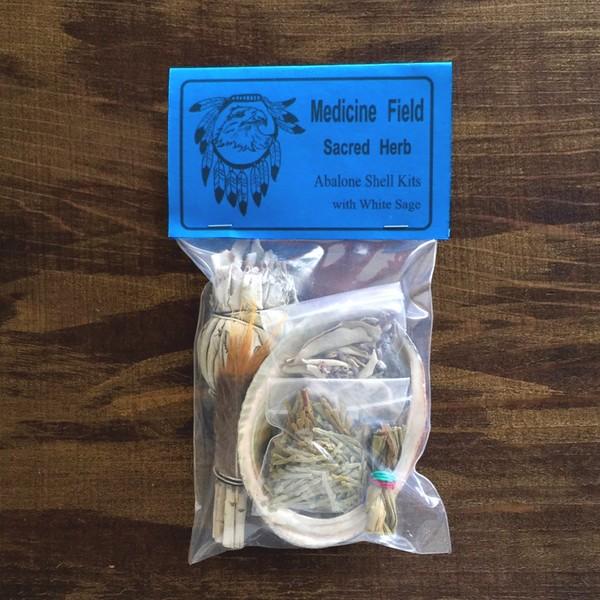 Medicine Field
Sacred Herb
Abalone Shell Kits
with White Sage